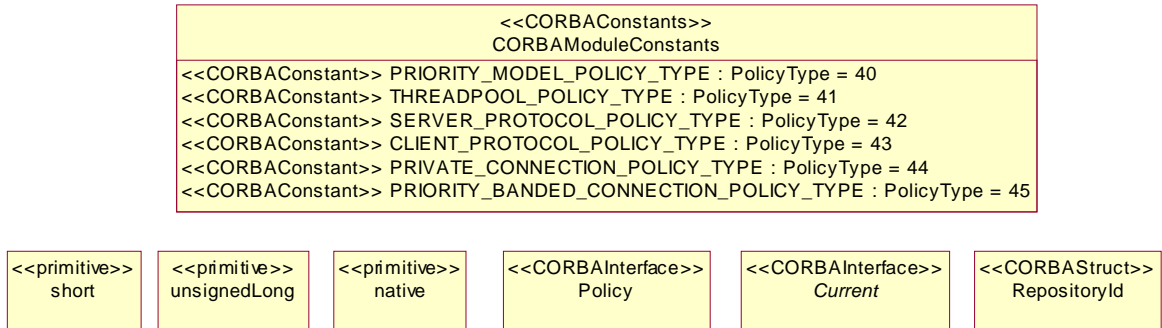 <<CORBAConstants>>
CORBAModuleConstants
<<CORBAConstant>> PRIORITY_MODEL_POLICY_TYPE : PolicyType = 40
<<CORBAConstant>> THREADPOOL_POLICY_TYPE : PolicyType = 41
<<CORBAConstant>> SERVER_PROTOCOL_POLICY_TYPE : PolicyType = 42
<<CORBAConstant>> CLIENT_PROTOCOL_POLICY_TYPE : PolicyType = 43
<<CORBAConstant>> PRIVATE_CONNECTION_POLICY_TYPE : PolicyType = 44
<<CORBAConstant>> PRIORITY_BANDED_CONNECTION_POLICY_TYPE : PolicyType = 45
<<primitive>>
short
<<primitive>>
unsignedLong
<<primitive>>
native
<<CORBAInterface>>
Policy
<<CORBAInterface>>
Current
<<CORBAStruct>>
RepositoryId